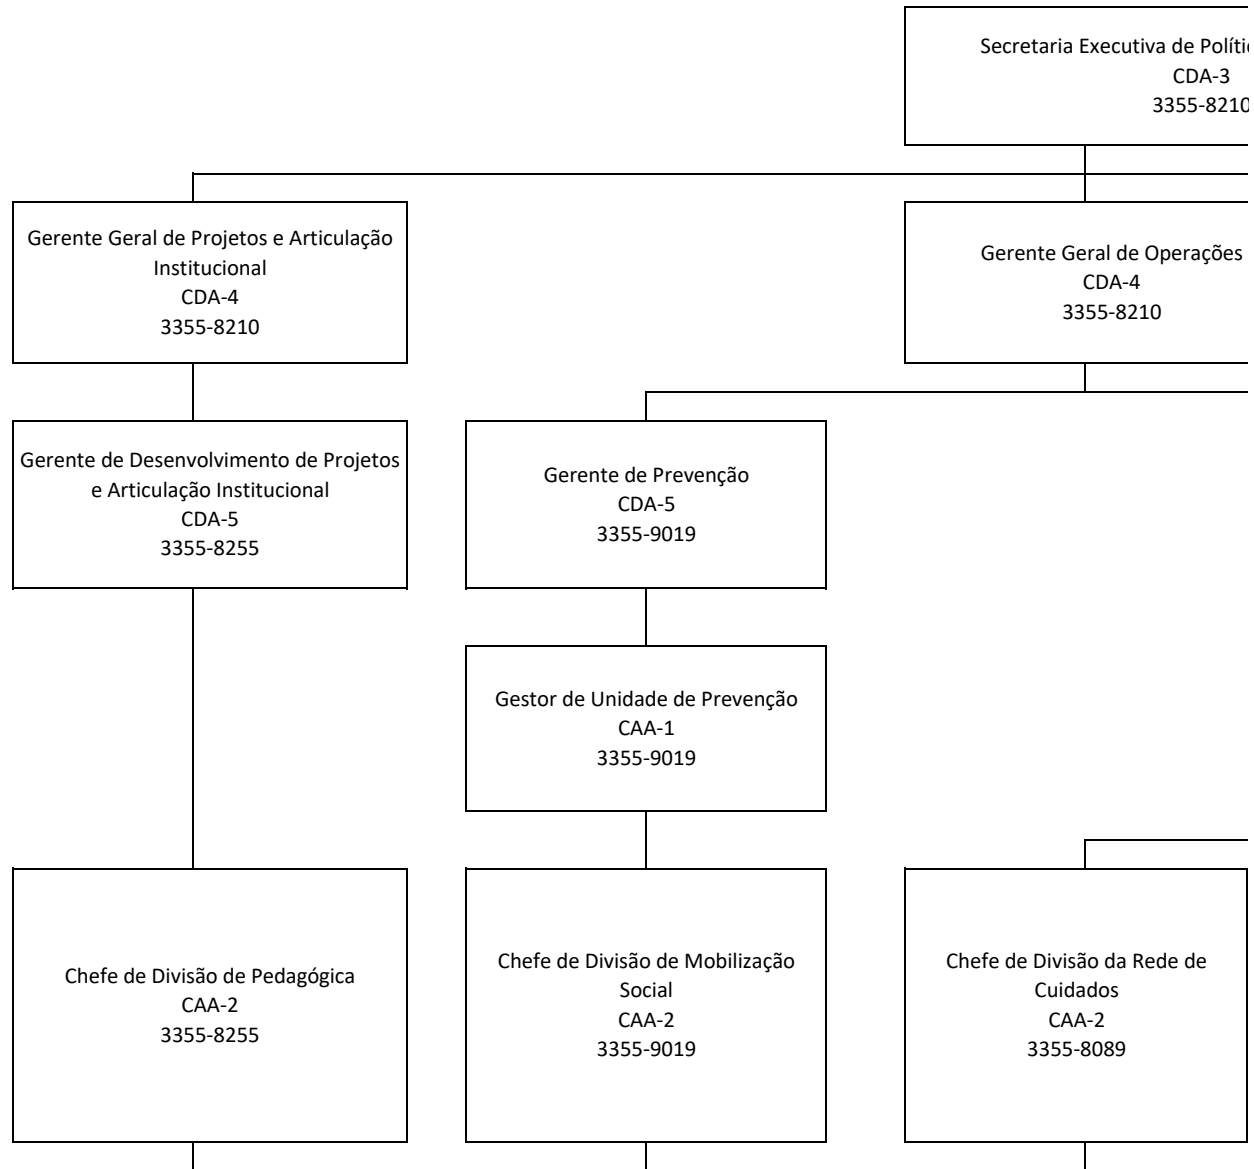 Secretaria Executiva de Políti
CDA-3
3355-8210
Gerente Geral de Projetos e Articulação
Institucional
CDA-4
3355-8210
Gerente Geral de Operações
CDA-4
3355-8210
Gerente de Desenvolvimento de Projetos
e Articulação Institucional
CDA-5
3355-8255
Gerente de Prevenção
CDA-5
3355-9019
Gestor de Unidade de Prevenção
CAA-1
3355-9019
Chefe de Divisão de Pedagógica
CAA-2
3355-8255
Chefe de Divisão de Mobilização
Social
CAA-2
3355-9019
Chefe de Divisão da Rede de
Cuidados
CAA-2
3355-8089